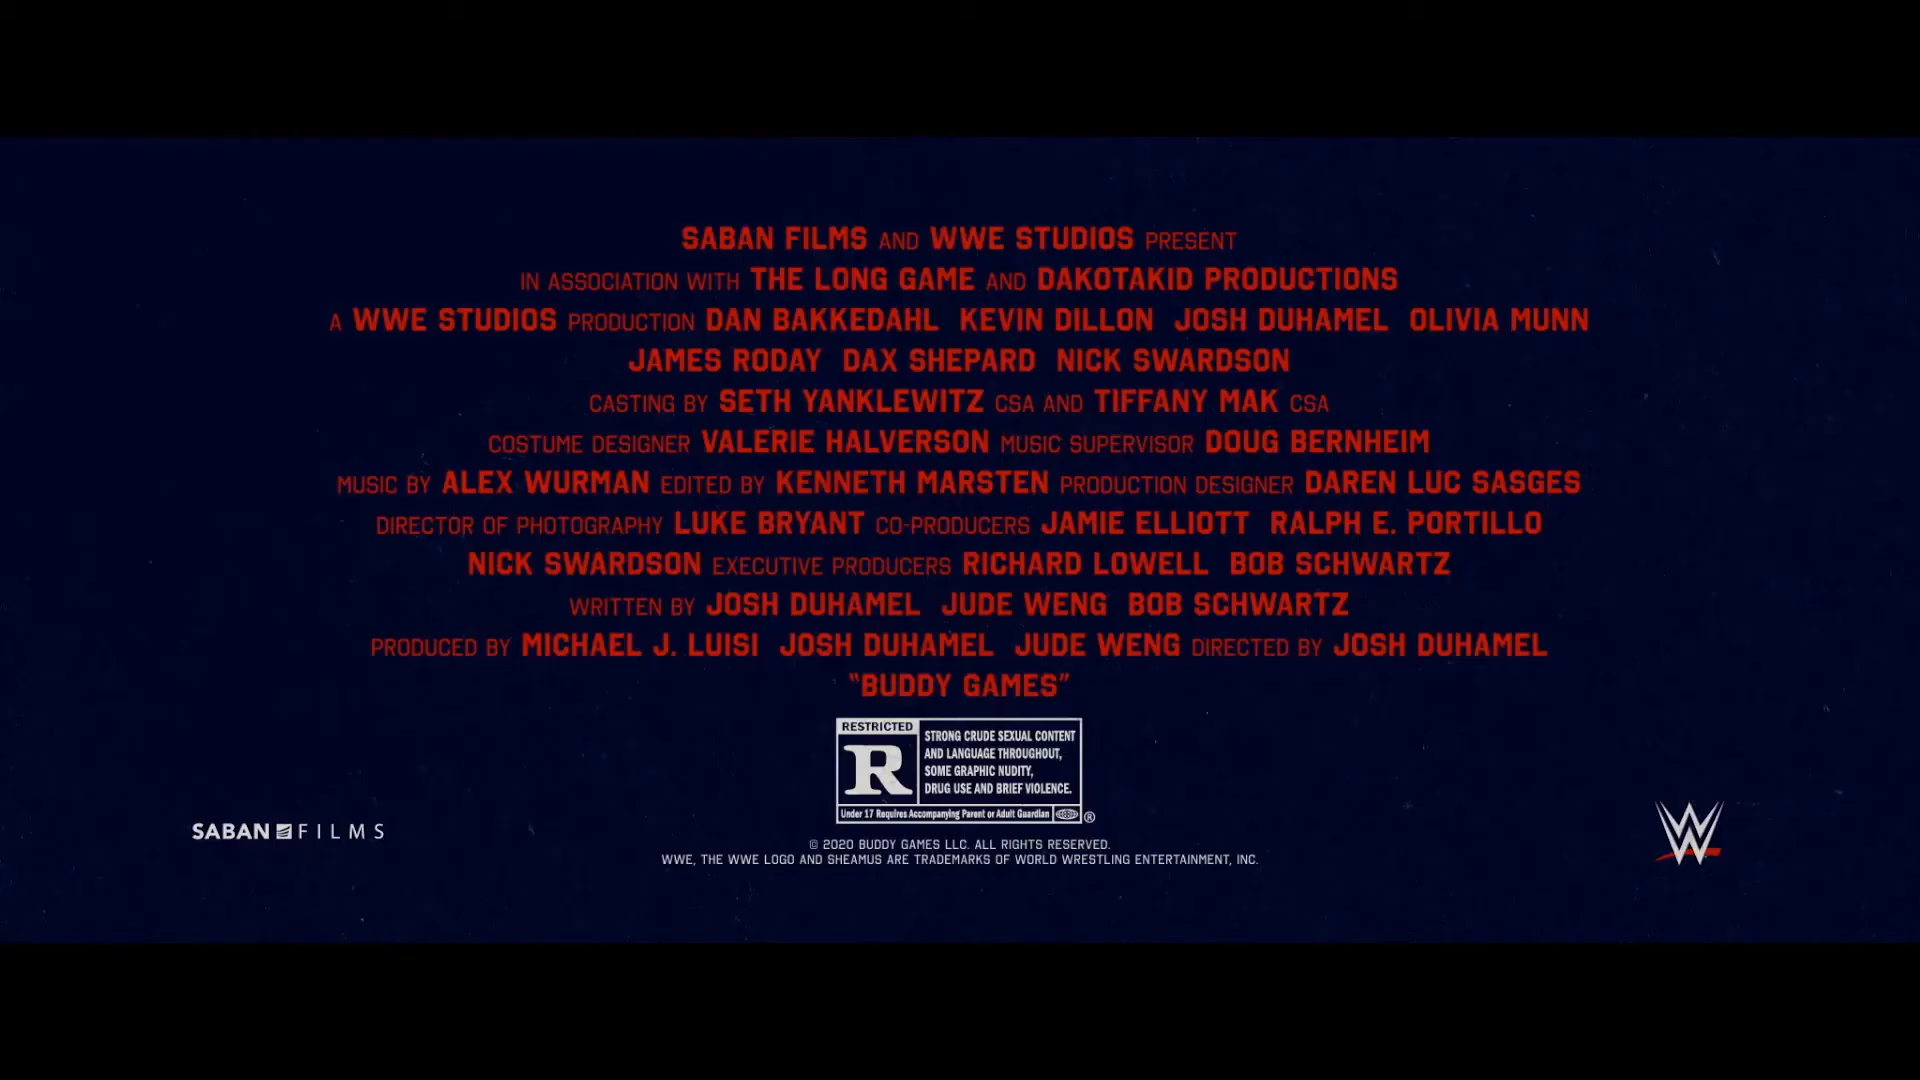 SABAN FILMS AND WWE STUDIOS PRESENT
IN ASSOCIATION WITH THE LONG GAME AND DAKOTAKID PRODUCTIONS
A WWE STUDIOS PRODUCTION DAN BAKKEDAHL KEVIN DILLON JOSH DUHAMEL OLIVIA MUNN
JAMES RODAY DAX SHEPARD NICK SWARDSON
CASTING BY SETH YANKLEWITZ CSA AND TIFFANY MAK CSA
COSTUME DESIGNER VALERIE HALVERSON MUSIC SUPERVISOR DOUG BERNHEIM
MUSIC BY ALEX WURMAN EDITED BY KENNETH MARSTEN PRODUCTION DESIGNER DAREN LUC SASGES
DIRECTOR OF PHOTOGRAPHY LUKE BRYANT CO-PRODUCERS JAMIE ELLIOTT RALPH E. PORTILLO
NICK SWARDSON EXECUTIVE PRODUCERS RICHARD LOWELL BOB SCHWARTZ
WRITTEN BY JOSH DUHAMEL JUDE WENG BOB SCHWARTZ
PRODUCED BY MICHAEL J. LUISI JOSH DUHAMEL JUDE WENG DIRECTED BY JOSH DUHAMEL
"BUDDY GAMES"
RESTRICTED
R
STRONG CRUDE SEXUAL CONTENT
AND LANGUAGE THROUGHOUT,
SOME GRAPHIC NUDITY,
DRUG USE AND BRIEF VIOLENCE.
Under 17 Requires Accompanying Parent or Adult Guardian ®
SABAN FILMS
W
© 2020 BUDDY GAMES LLC. ALL RIGHTS RESERVED.
WWE, THE WWE LOGO AND SHEAMUS ARE TRADEMARKS OF WORLD WRESTLING ENTERTAINMENT, INC.